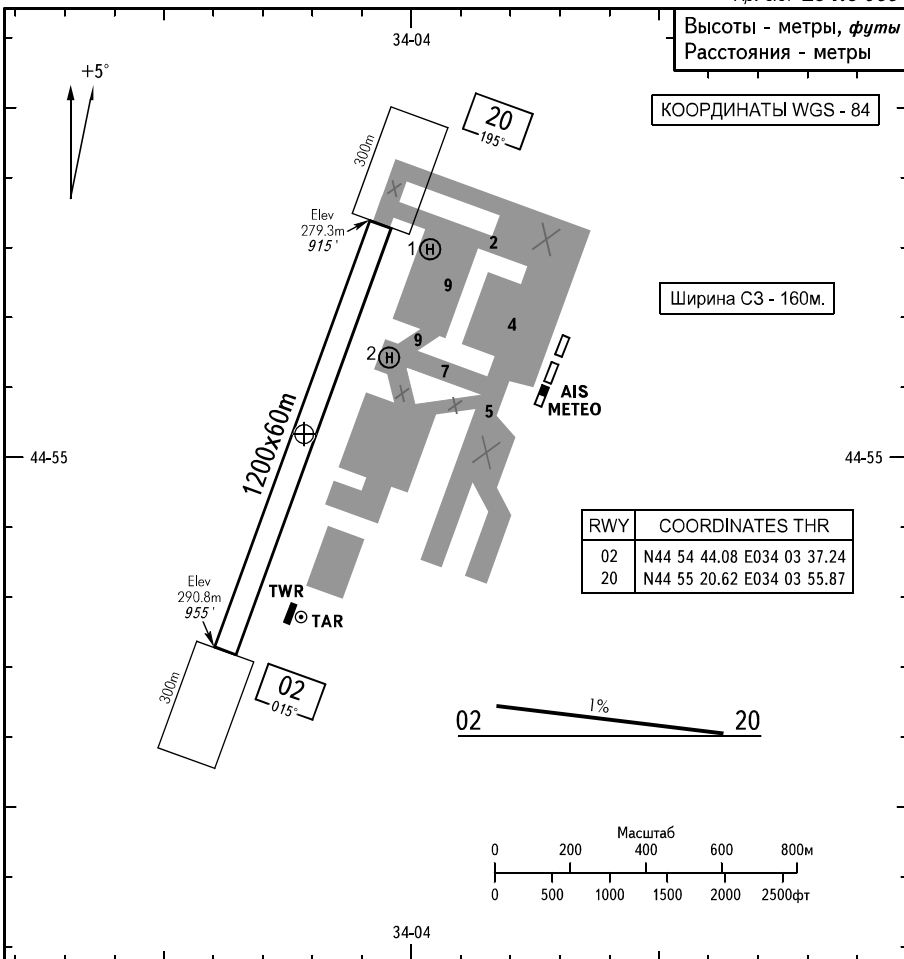 34-04
Высоты - метры, футы
Расстояния - метры
+5°
КООРДИНАТЫ WGS - 84
20
195°
300m
Elev
279.3m
915'
1 H
2
9
Ширина СЗ - 160м.
4
9
2 H
7
AIS
METEO
5
1200x60m
44-55
44-55
RWY COORDINATES THR
02 N44 54 44.08 E034 03 37.24
20 N44 55 20.62 E034 03 55.87
Elev
290.8m
955'
TWR
TAR
300m
02
015°
1%
02 20
Масштаб
0 200 400 600 800м
0 500 1000 1500 2000 2500фт
34-04